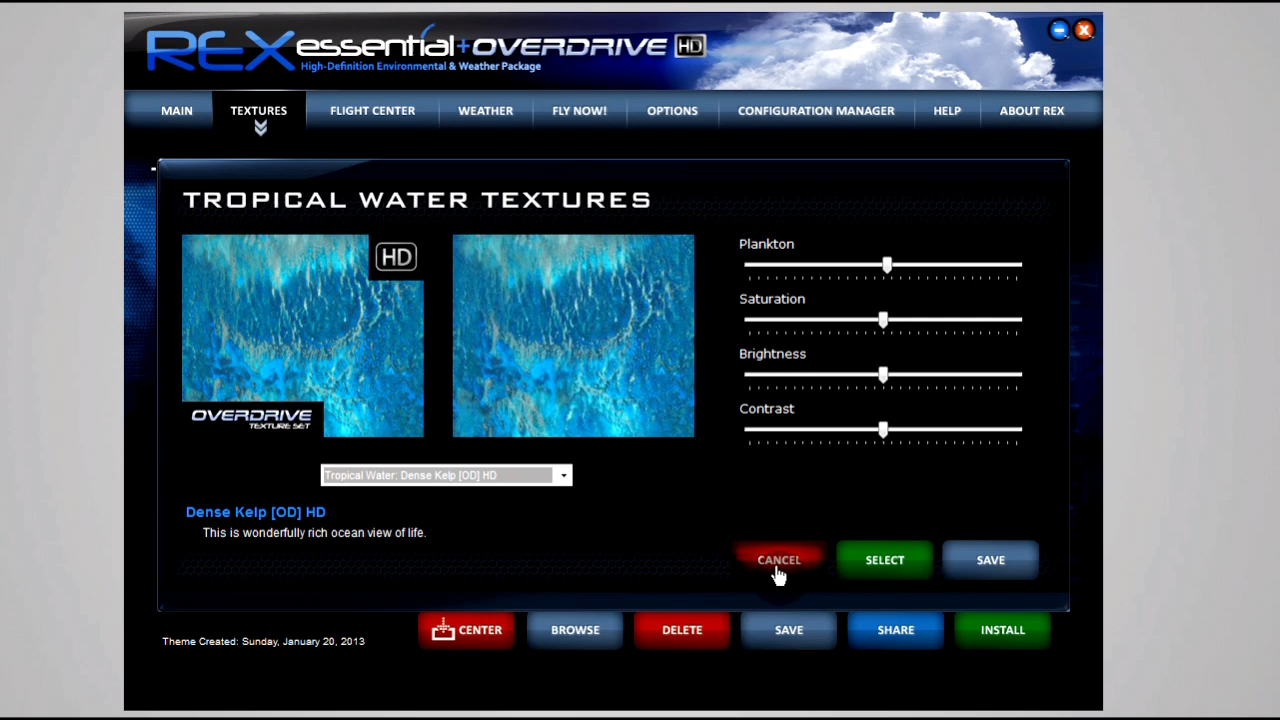 REX essential+OVERDRIVE HD
High-Definition Environmental & Weather Package
MAIN TEXTURES FLIGHT CENTER WEATHER FLY NOW! OPTIONS CONFIGURATION MANAGER HELP ABOUT REX
TROPICAL WATER TEXTURES
HD
OVERDRIVE
TEXTURE SET
Plankton
Saturation
Brightness
Contrast
Tropical Water: Dense Kelp [OD] HD
Dense Kelp [OD] HD
This is wonderfully rich ocean view of life.
CANCEL SELECT SAVE
Theme Created: Sunday, January 20, 2013
CENTER BROWSE DELETE SAVE SHARE INSTALL